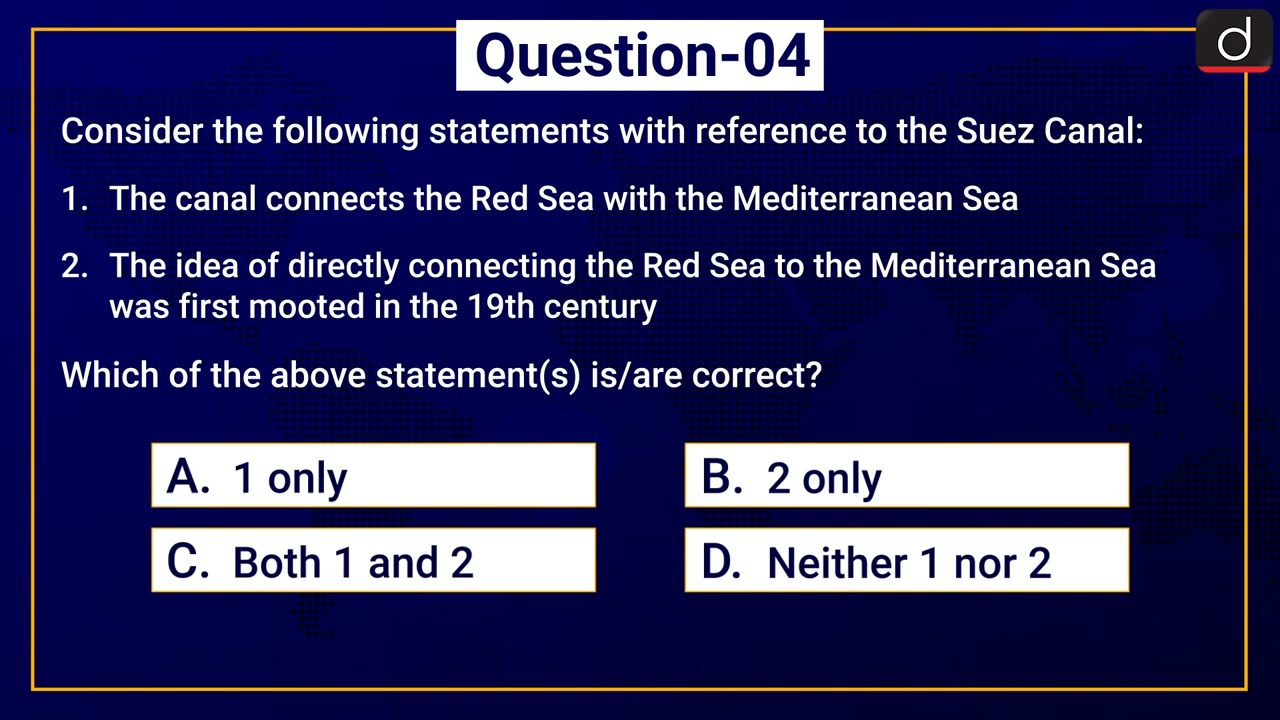 Question-04
d
Consider the following statements with reference to the Suez Canal:
1. The canal connects the Red Sea with the Mediterranean Sea
2. The idea of directly connecting the Red Sea to the Mediterranean Sea
was first mooted in the 19th century
Which of the above statement(s) is/are correct?
A. 1 only
B. 2 only
C. Both 1 and 2
D. Neither 1 nor 2